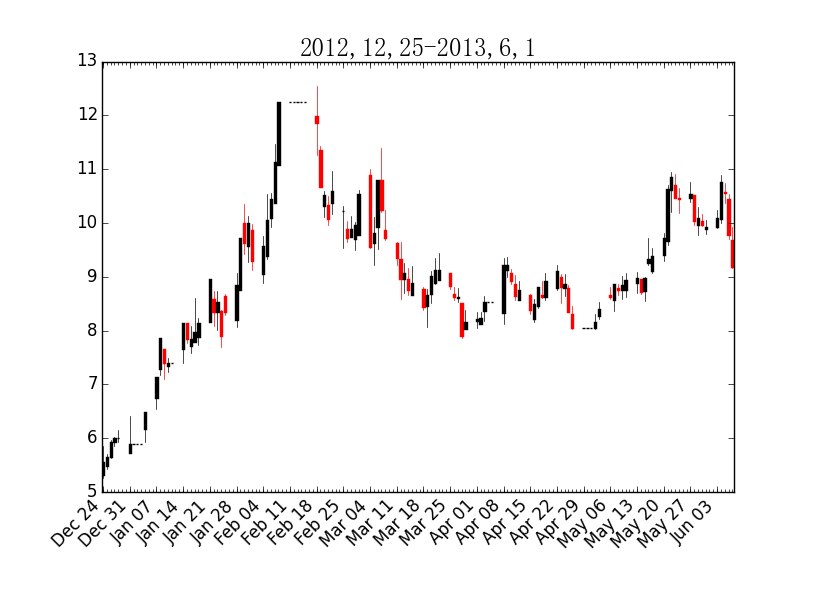 2012,12,25-2013,6,1
13
12
11
10
9
8
7
6
5
Dec 24
Dec 31
Jan 07
Jan 14
Jan 21
Jan 28
Feb 04
Feb 11
Feb 18
Feb 25
Mar 04
Mar 11
Mar 18
Mar 25
Apr 01
Apr 08
Apr 15
Apr 22
Apr 29
May 06
May 13
May 20
May 27
Jun 03